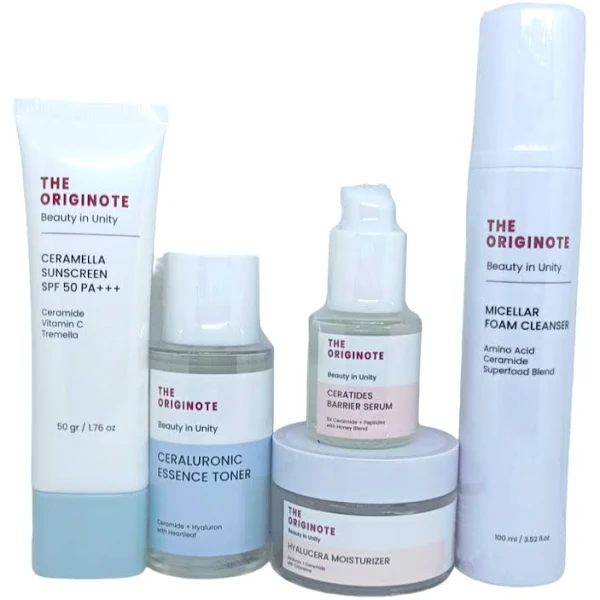 THE
ORIGINOTE
Beauty in Unity
CERAMELLA
SUNSCREEN
SPF 50 PA+++
Ceramide
Vitamin C
Tremella
50 gr / 1,76 oz
THE
ORIGINOTE
Beauty in Unity
CERALURONIC
ESSENCE TONER
Ceramide + Hyaluron
with Heartleaf
THE
ORIGINOTE
Beauty in Unity
CERATIDES
BARRIER SERUM
5x Ceramide + Peptides
with Honey Blend
THE
ORIGINOTE
Beauty in Unity
HYALUCERA MOISTURIZER
THE
ORIGINOTE
Beauty in Unity
MICELLAR
FOAM CLEANSER
Amino Acid
Ceramide
Superfood Blend
100 ml / 3.52 fl.oz